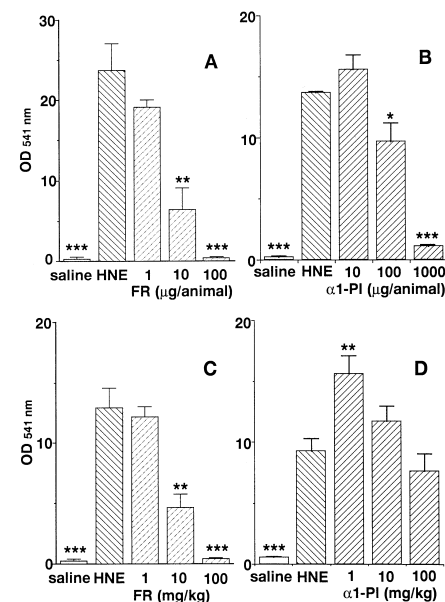 A
30
20
10
0
OD 541 nm
***
**
***
saline HNE 1 10 100
FR (μg/animal)
B
20
10
0
***
*
***
saline HNE 10 100 1000
α1-PI (μg/animal)
C
20
10
0
OD 541 nm
***
**
***
saline HNE 1 10 100
FR (mg/kg)
D
20
10
0
***
**
saline HNE 1 10 100
α1-PI (mg/kg)